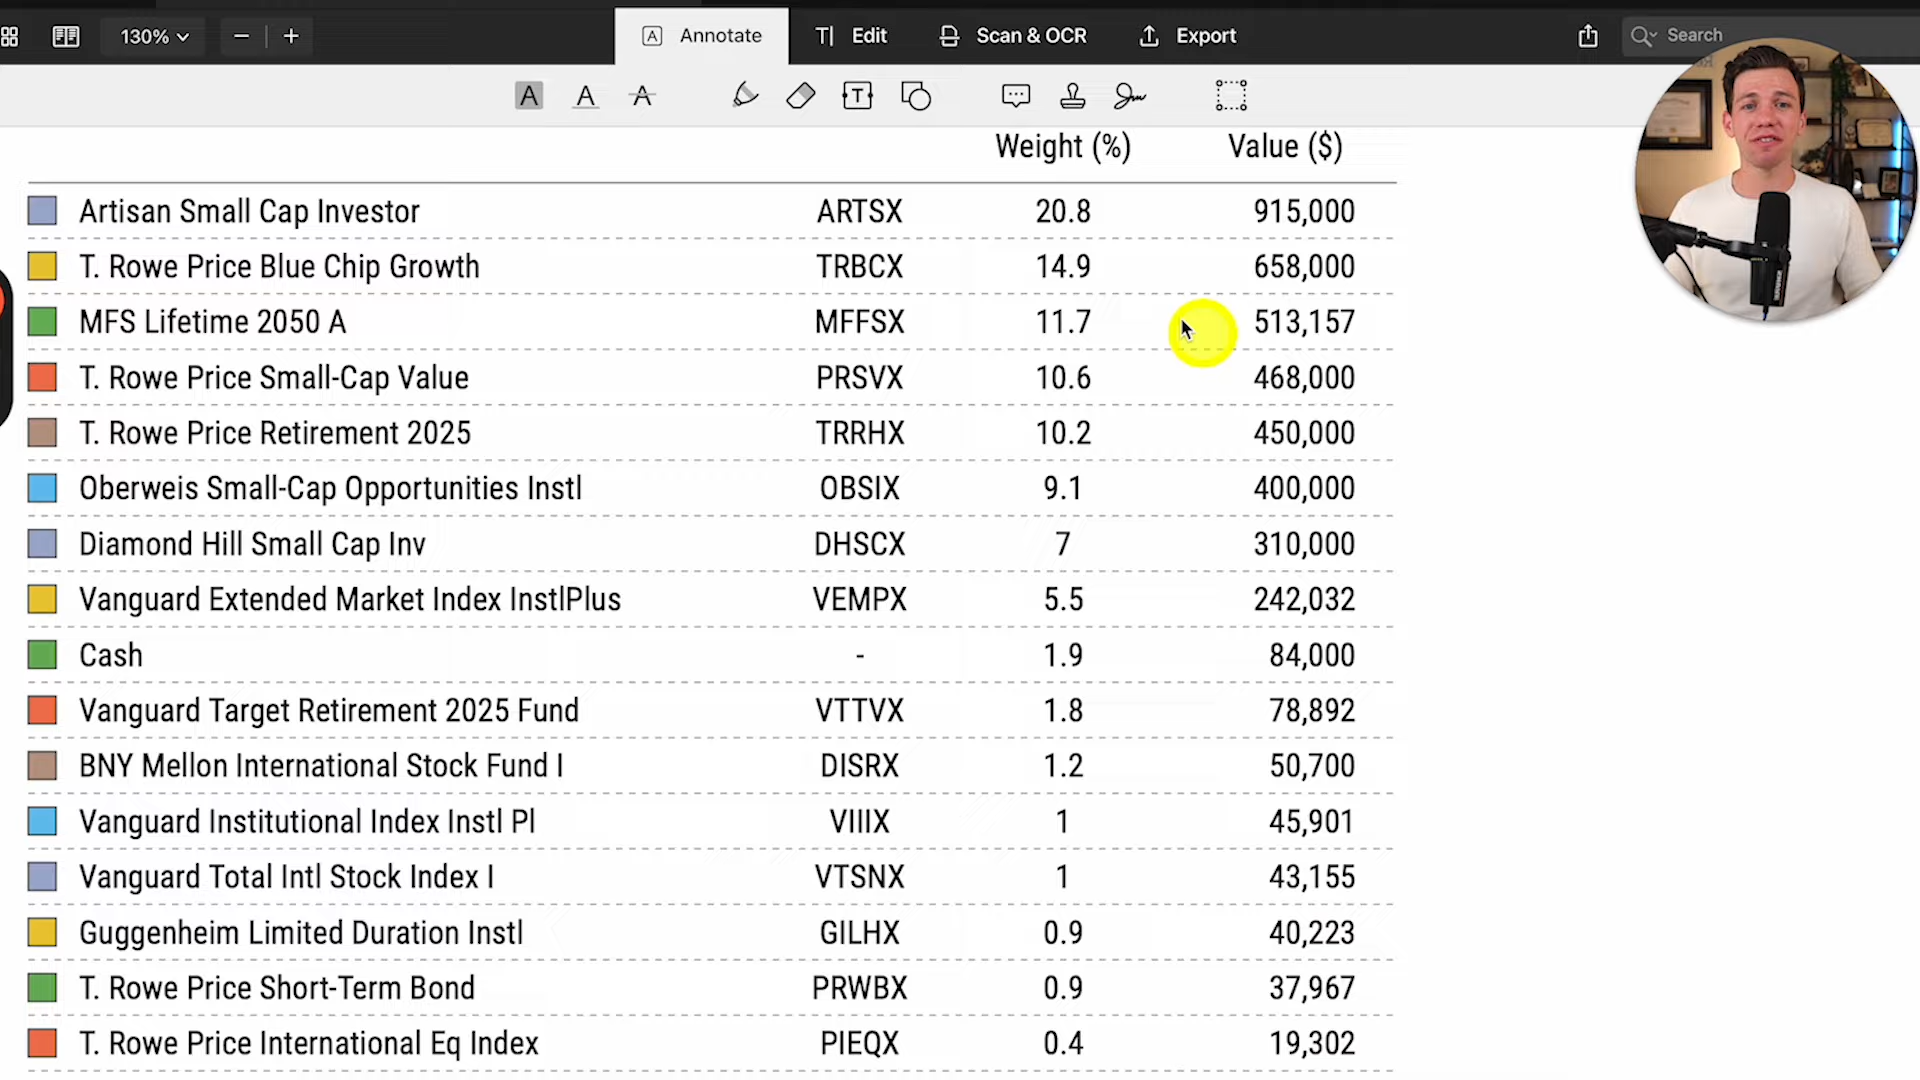 130%
Annotate
Edit
Scan & OCR
Export
Search
Weight (%) Value ($)
Artisan Small Cap Investor ARTSX 20.8 915,000
T. Rowe Price Blue Chip Growth TRBCX 14.9 658,000
MFS Lifetime 2050 A MFFSX 11.7 513,157
T. Rowe Price Small-Cap Value PRSVX 10.6 468,000
T. Rowe Price Retirement 2025 TRRHX 10.2 450,000
Oberweis Small-Cap Opportunities Instl OBSIX 9.1 400,000
Diamond Hill Small Cap Inv DHSCX 7 310,000
Vanguard Extended Market Index InstlPlus VEMPX 5.5 242,032
Cash - 1.9 84,000
Vanguard Target Retirement 2025 Fund VTTVX 1.8 78,892
BNY Mellon International Stock Fund I DISRX 1.2 50,700
Vanguard Institutional Index Instl Pl VIIIX 1 45,901
Vanguard Total Intl Stock Index I VTSNX 1 43,155
Guggenheim Limited Duration Instl GILHX 0.9 40,223
T. Rowe Price Short-Term Bond PRWBX 0.9 37,967
T. Rowe Price International Eq Index PIEQX 0.4 19,302